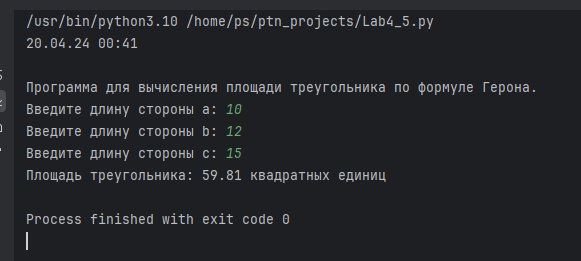 /usr/bin/python3.10 /home/ps/ptn_projects/Lab4_5.py
20.04.24 00:41
Программа для вычисления площади треугольника по формуле Герона.
Введите длину стороны a: 10
Введите длину стороны b: 12
Введите длину стороны c: 15
Площадь треугольника: 59.81 квадратных единиц
Process finished with exit code 0